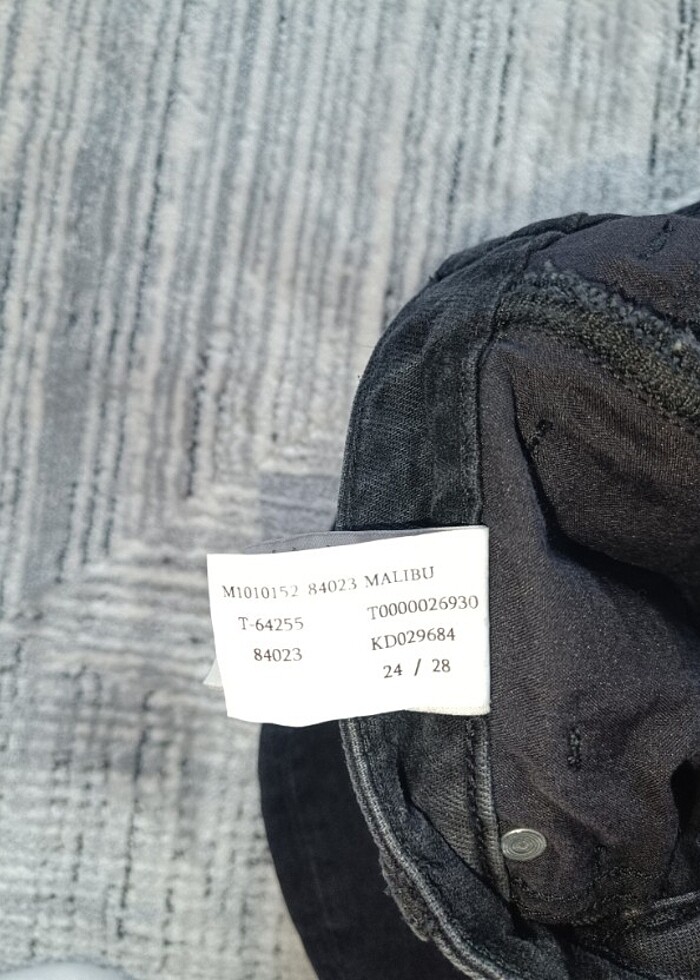 M1010152 84023 MALIBU
T-64255 T0000026930
84023 KD029684
24 / 28